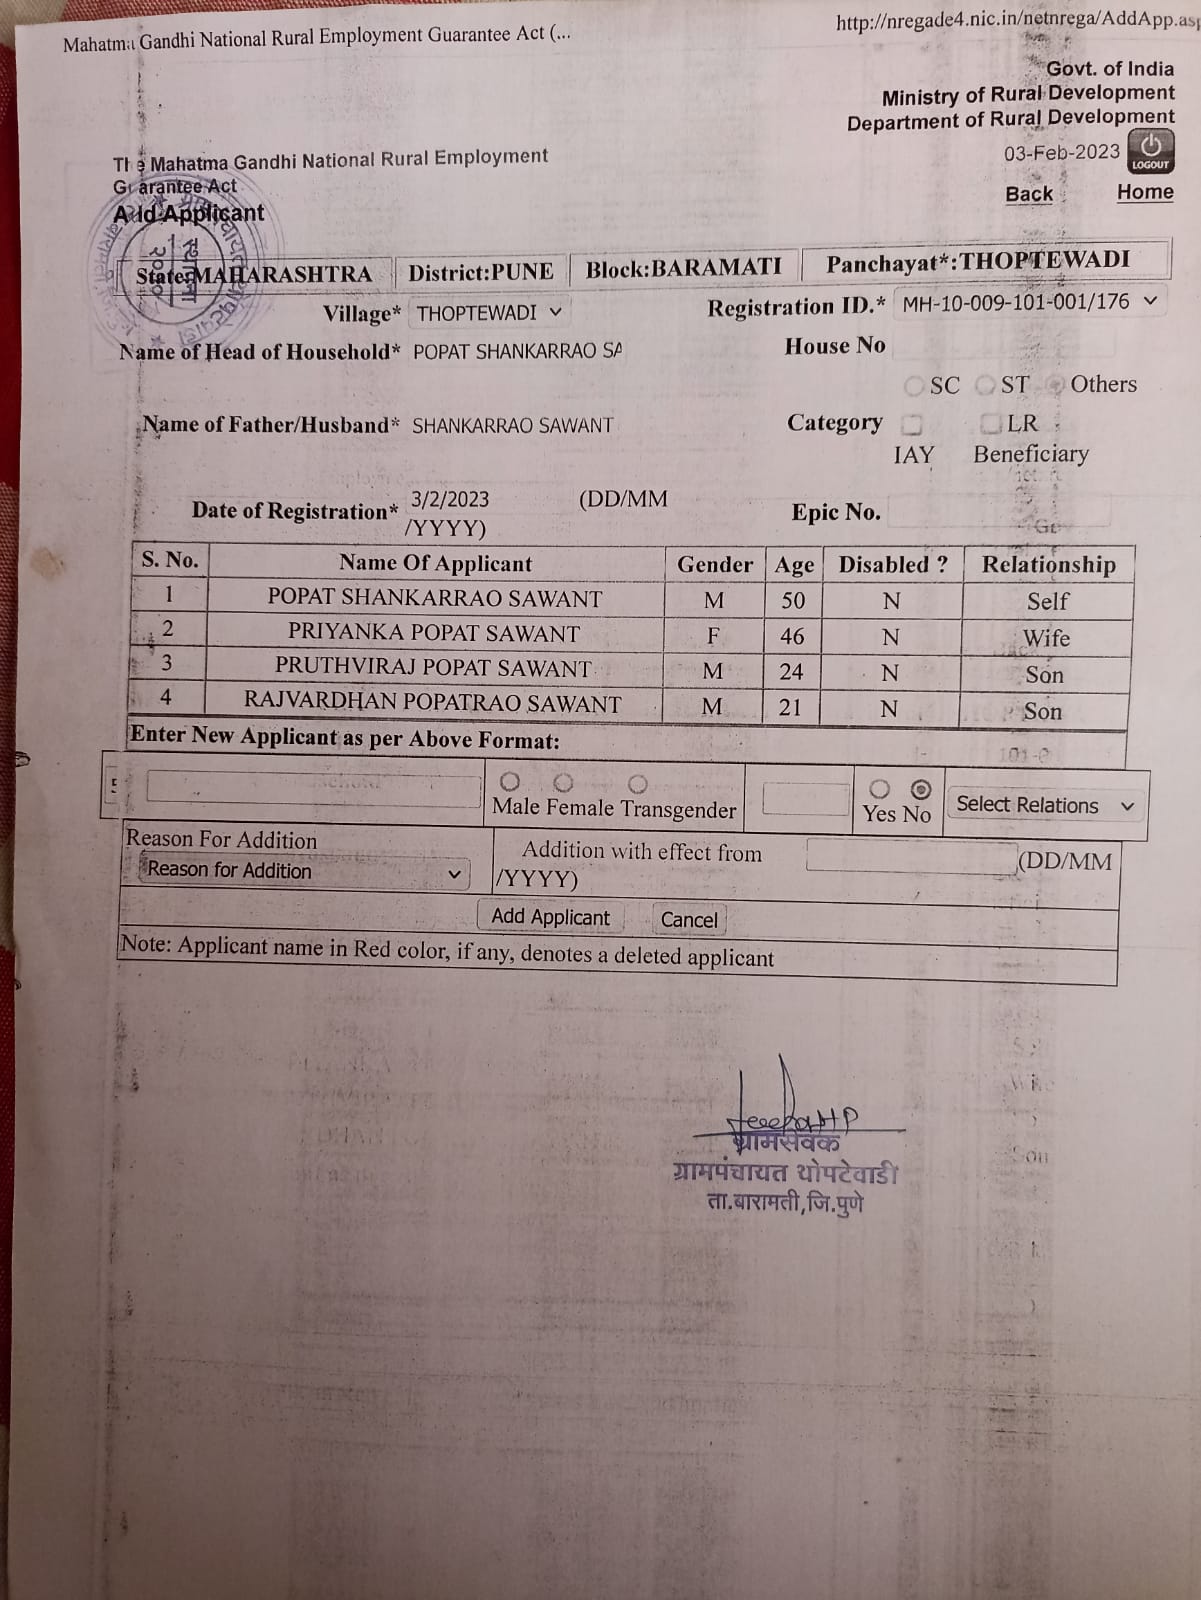 Mahatma Gandhi National Rural Employment Guarantee Act (...
http://nregade4.nic.in/netnrega/AddApp.asp
Govt. of India
Ministry of Rural Development
Department of Rural Development
03-Feb-2023
LOGOUT
Back Home
The Mahatma Gandhi National Rural Employment
Guarantee Act
Add Applicant
State:MAHARASHTRA District:PUNE Block:BARAMATI Panchayat*:THOPTEWADI
Village* THOPTEWADI Registration ID.* MH-10-009-101-001/176
Name of Head of Household* POPAT SHANKARRAO SA House No
SC ST Others
Name of Father/Husband* SHANKARRAO SAWANT Category LR
IAY Beneficiary
Date of Registration* 3/2/2023 (DD/MM
/YYYY) Epic No.
S. No. Name Of Applicant Gender Age Disabled ? Relationship
1 POPAT SHANKARRAO SAWANT M 50 N Self
2 PRIYANKA POPAT SAWANT F 46 N Wife
3 PRUTHVIRAJ POPAT SAWANT M 24 N Son
4 RAJVARDHAN POPATRAO SAWANT M 21 N Son
Enter New Applicant as per Above Format:
Male Female Transgender Yes No Select Relations
Reason For Addition Addition with effect from (DD/MM
Reason for Addition /YYYY)
Add Applicant Cancel
Note: Applicant name in Red color, if any, denotes a deleted applicant
ग्रामसेवक
ग्रामपंचायत थोपटेवाडी
ता.बारामती,जि.पुणे